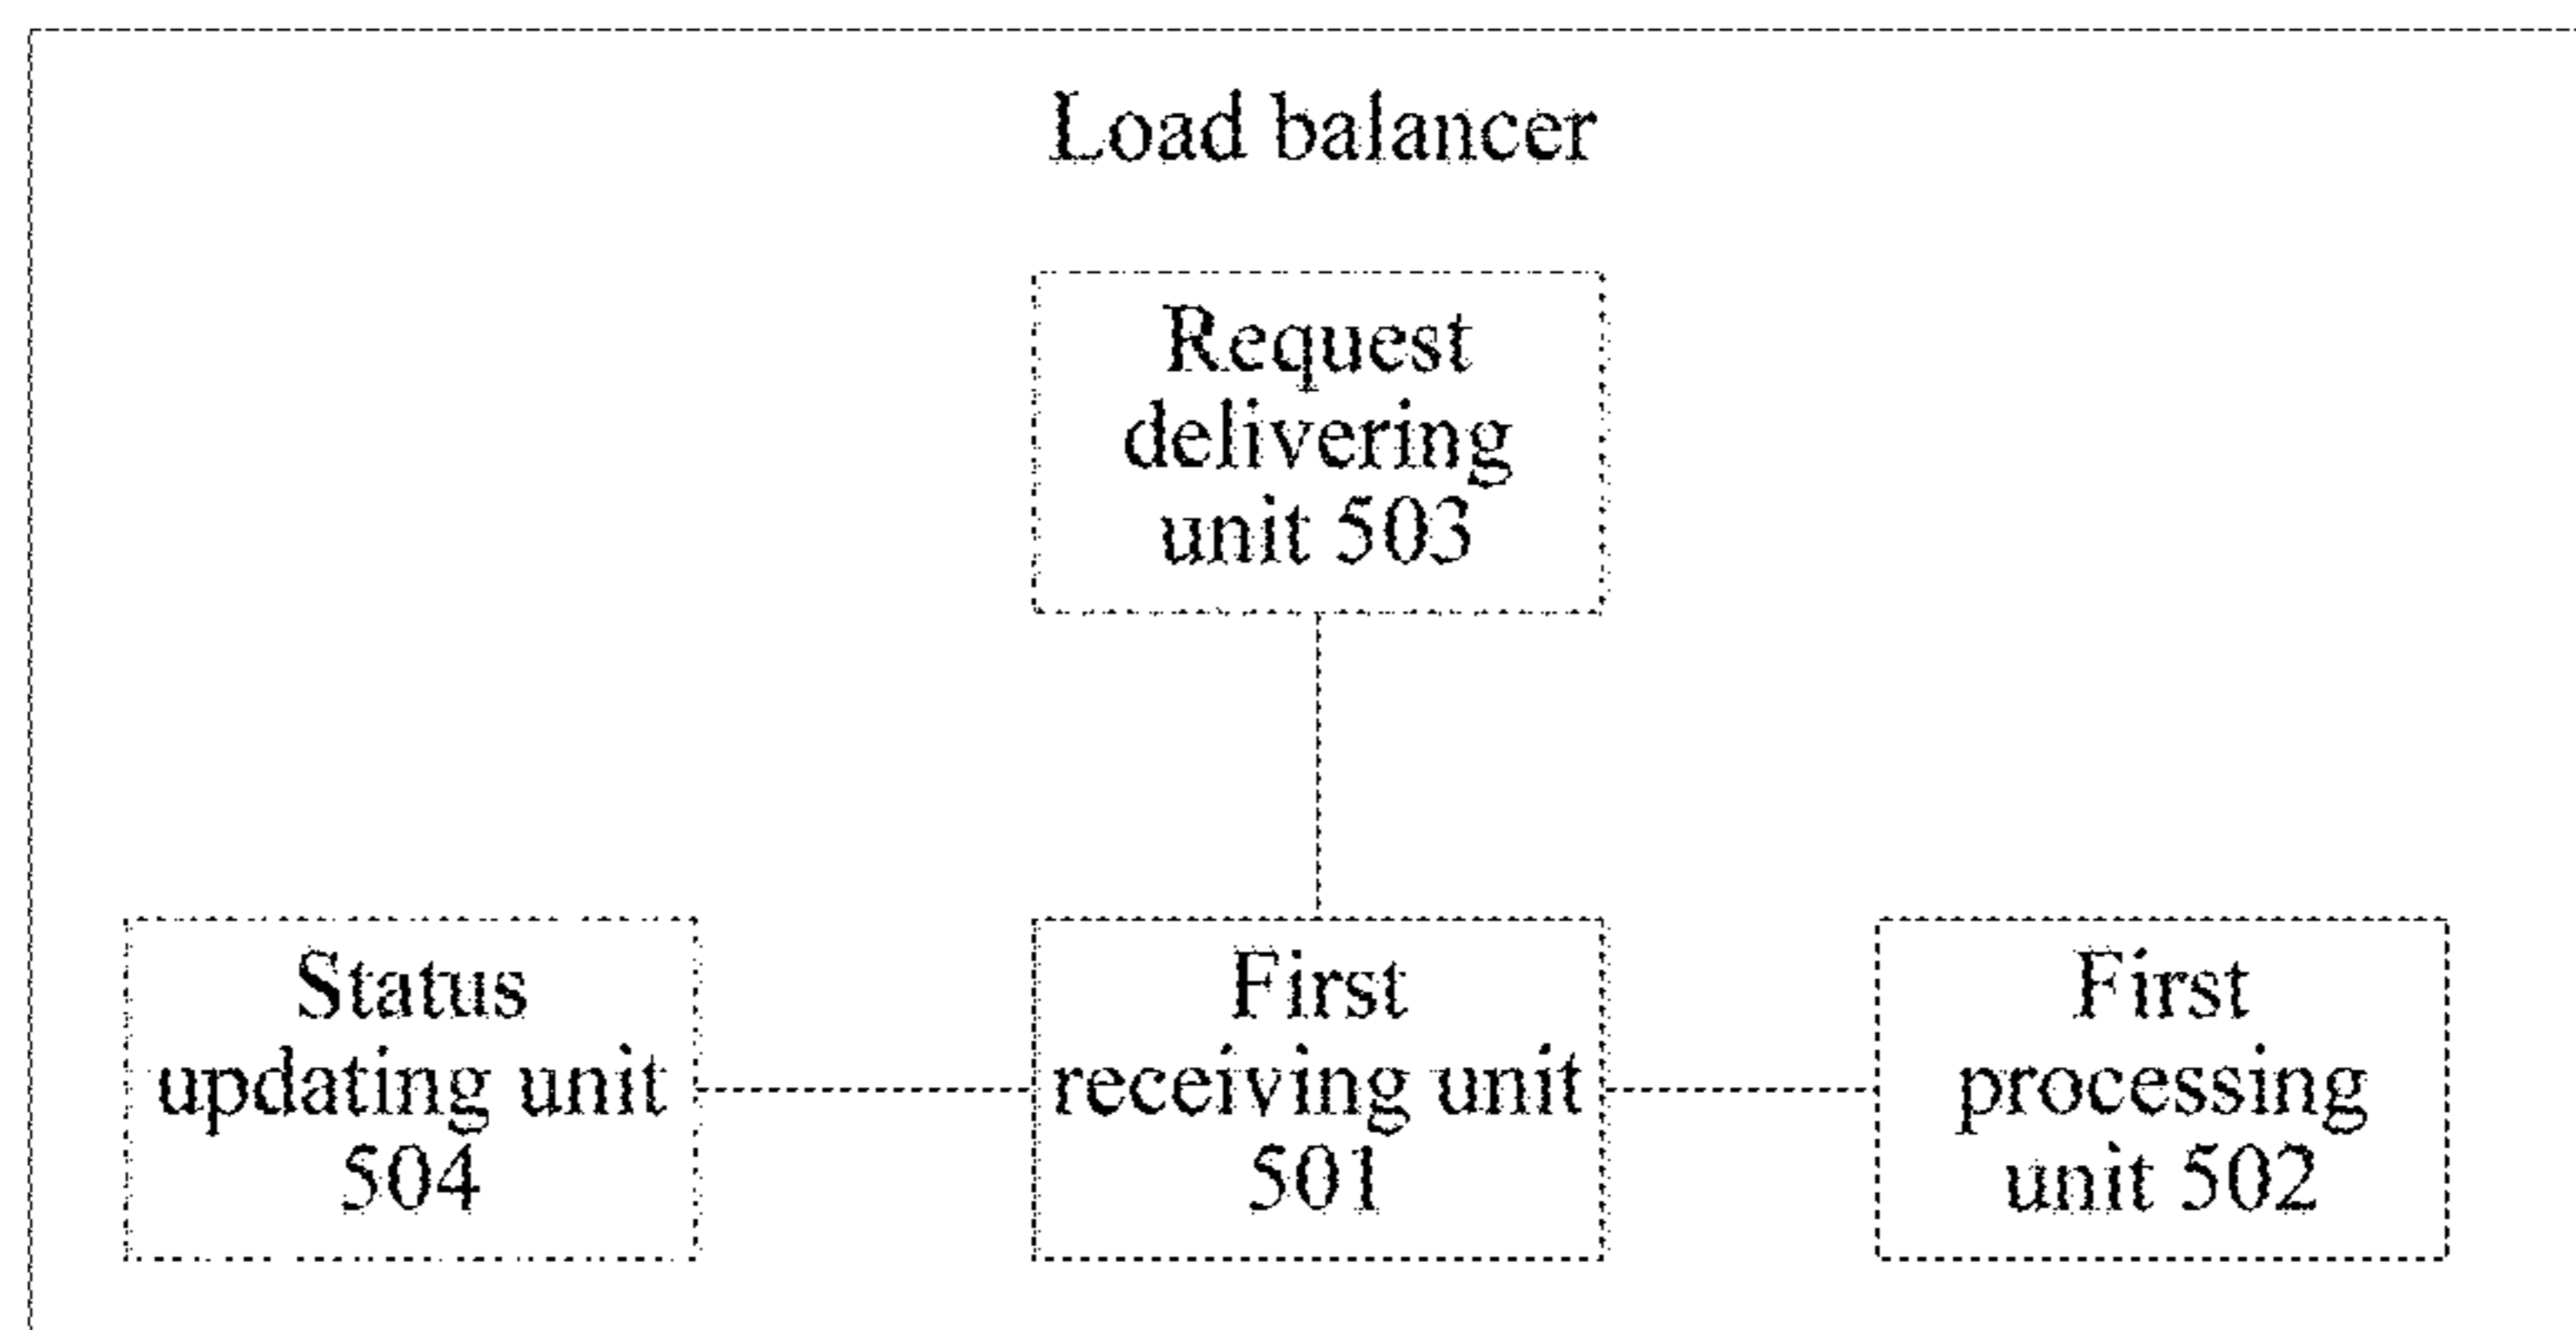 Load balancer
Request
delivering
unit 503
Status
updating unit
504
First
receiving unit
501
First
processing
unit 502